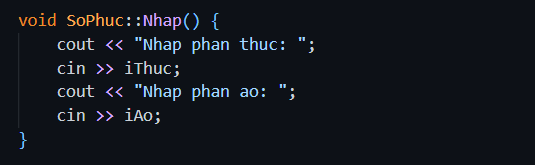 void SoPhuc::Nhap() {
    cout << "Nhap phan thuc: ";
    cin >> iThuc;
    cout << "Nhap phan ao: ";
    cin >> iAo;
}